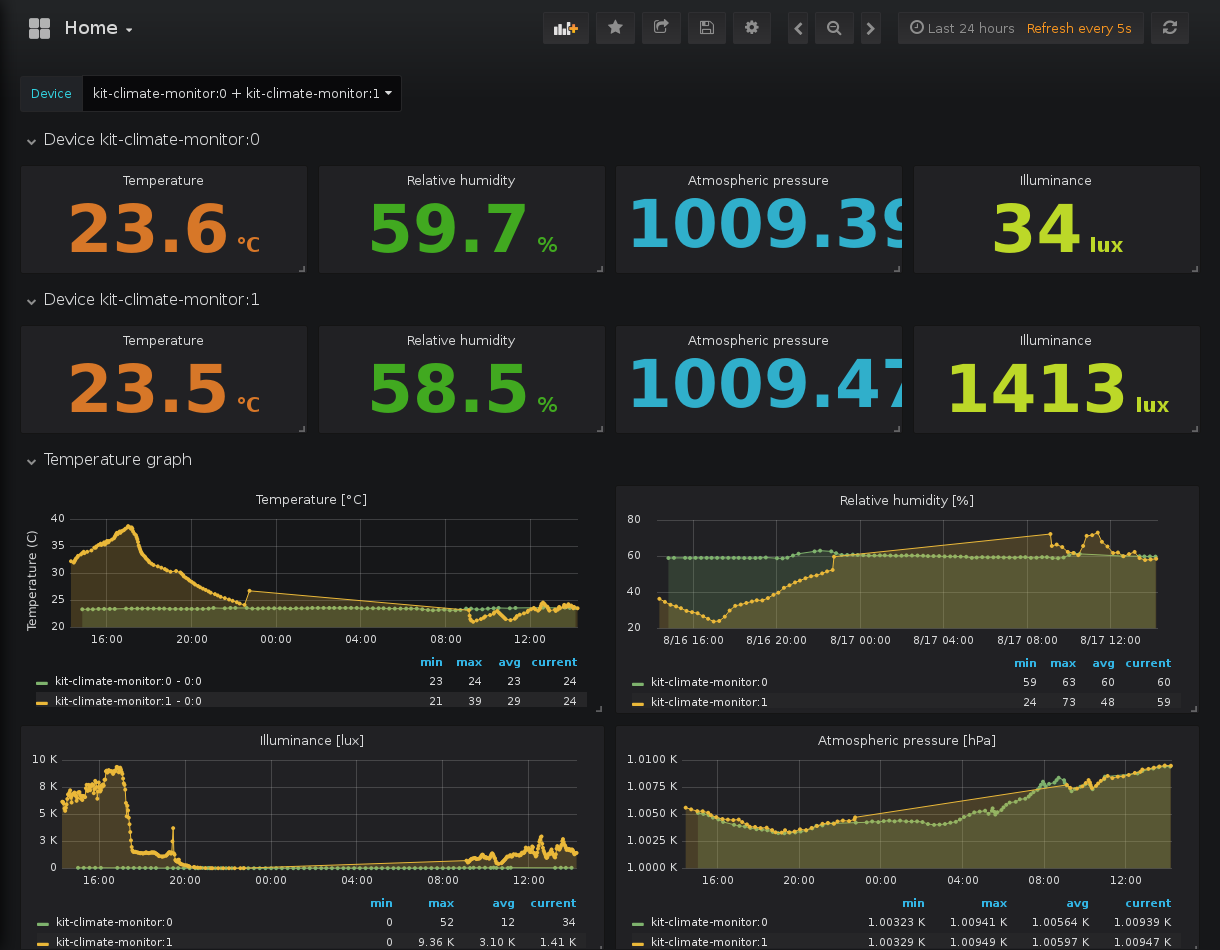 Home
Last 24 hours Refresh every 5s
Device kit-climate-monitor:0 + kit-climate-monitor:1
Device kit-climate-monitor:0
Temperature Relative humidity Atmospheric pressure Illuminance
23.6 °C 59.7 % 1009.39 34 lux
Device kit-climate-monitor:1
Temperature Relative humidity Atmospheric pressure Illuminance
23.5 °C 58.5 % 1009.47 1413 lux
Temperature graph
Temperature [°C]
Temperature (C)
40
35
30
25
20
16:00 20:00 00:00 04:00 08:00 12:00
min max avg current
kit-climate-monitor:0 - 0:0 23 24 23 24
kit-climate-monitor:1 - 0:0 21 39 29 24
Relative humidity [%]
80
60
40
20
8/16 16:00 8/16 20:00 8/17 00:00 8/17 04:00 8/17 08:00 8/17 12:00
min max avg current
kit-climate-monitor:0 59 63 60 60
kit-climate-monitor:1 24 73 48 59
Illuminance [lux]
10 K
8 K
5 K
3 K
0
16:00 20:00 00:00 04:00 08:00 12:00
min max avg current
kit-climate-monitor:0 0 52 12 34
kit-climate-monitor:1 0 9.36 K 3.10 K 1.41 K
Atmospheric pressure [hPa]
1.0100 K
1.0075 K
1.0050 K
1.0025 K
1.0000 K
16:00 20:00 00:00 04:00 08:00 12:00
min max avg current
kit-climate-monitor:0 1.00323 K 1.00941 K 1.00564 K 1.00939 K
kit-climate-monitor:1 1.00329 K 1.00949 K 1.00597 K 1.00947 K